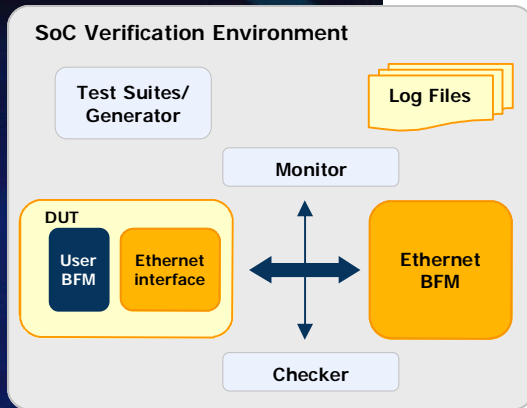 SoC Verification Environment
Test Suites/
Generator
Log Files
Monitor
DUT
User
BFM
Ethernet
interface
Ethernet
BFM
Checker